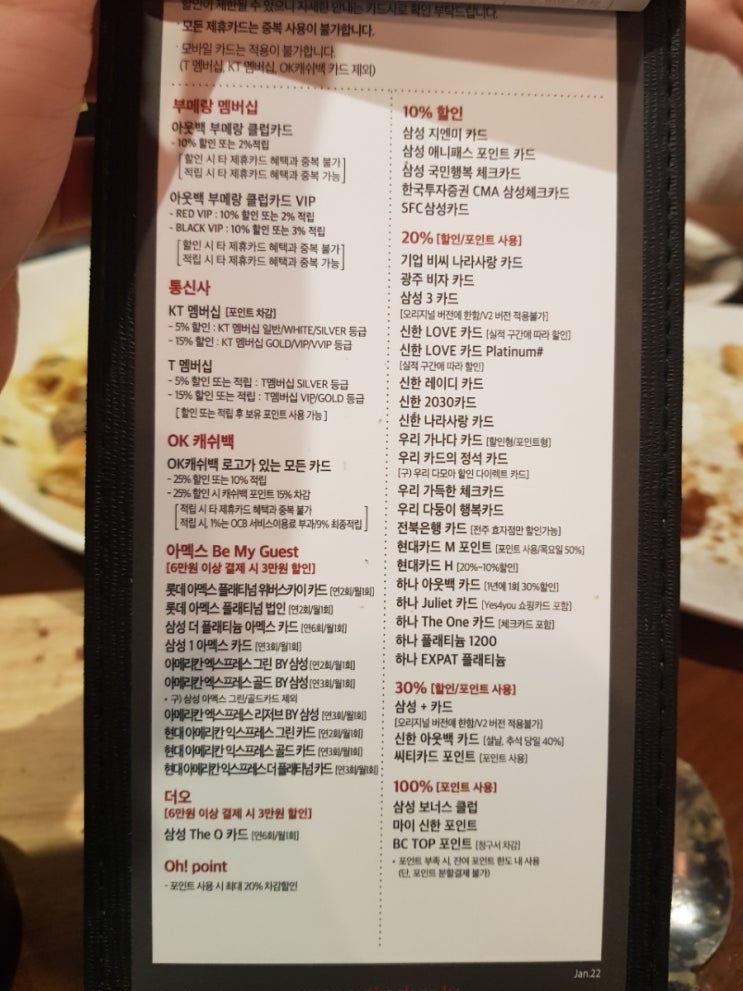 할인이 제한될 수 있으니 자세한 안내는 카드사로 확인 부탁드립니다.
· 모든 제휴카드는 중복 사용이 불가합니다.
· 모바일 카드는 적용이 불가합니다.
(T 멤버십, KT 멤버십, OK캐쉬백 카드 제외)
부메랑 멤버십
아웃백 부메랑 클럽카드
- 10% 할인 또는 2%적립
[할인 시 타 제휴카드 혜택과 중복 불가
적립 시 타 제휴카드 혜택과 중복 가능]
아웃백 부메랑 클럽카드 VIP
- RED VIP : 10% 할인 또는 2% 적립
- BLACK VIP : 10% 할인 또는 3% 적립
[할인 시 타 제휴카드 혜택과 중복 불가
적립 시 타 제휴카드 혜택과 중복 가능]
통신사
KT 멤버십 [포인트 차감]
- 5% 할인 : KT 멤버십 일반/WHITE/SILVER 등급
- 15% 할인 : KT 멤버십 GOLD/VIP/VVIP 등급
T 멤버십
- 5% 할인 또는 적립 : T멤버십 SILVER 등급
- 15% 할인 또는 적립 : T멤버십 VIP/GOLD 등급
[할인 또는 적립 후 보유 포인트 사용 가능]
OK 캐쉬백
OK캐쉬백 로고가 있는 모든 카드
- 25% 할인 또는 10% 적립
- 25% 할인 시 캐쉬백 포인트 15% 차감
[적립 시 타 제휴카드 혜택과 중복 불가
적립 시, 1%는 OCB 서비스이용료 부과/9% 최종적립]
아멕스 Be My Guest
[6만원 이상 결제 시 3만원 할인]
롯데 아멕스 플래티넘 위버스카이 카드 [연2회/월1회]
롯데 아멕스 플래티넘 법인 [연2회/월1회]
삼성 더 플래티늄 아멕스 카드 [연6회/월1회]
삼성 1 아멕스 카드 [연3회/월1회]
아메리칸 엑스프레스 그린 BY 삼성 [연2회/월1회]
아메리칸 엑스프레스 골드 BY 삼성 [연3회/월1회]
• 구) 삼성 아멕스 그린/골드카드 제외
아메리칸 엑스프레스 리저브 BY 삼성 [연3회/월1회]
현대 아메리칸 익스프레스 그린 카드 [연2회/월1회]
현대 아메리칸 익스프레스 골드 카드 [연3회/월1회]
현대 아메리칸 익스프레스 더 플래티넘 카드 [연3회/월1회]
더오
[6만원 이상 결제 시 3만원 할인]
삼성 The O 카드 [연6회/월1회]
Oh! point
- 포인트 사용 시 최대 20% 차감할인
10% 할인
삼성 지엔미 카드
삼성 애니패스 포인트 카드
삼성 국민행복 체크카드
한국투자증권 CMA 삼성체크카드
SFC 삼성카드
20% [할인/포인트 사용]
기업 비씨 나라사랑 카드
광주 비자 카드
삼성 3 카드
[오리지널 버전에 한함/V2 버전 적용불가]
신한 LOVE 카드 [실적 구간에 따라 할인]
신한 LOVE 카드 Platinum#
[실적 구간에 따라 할인]
신한 레이디 카드
신한 2030카드
신한 나라사랑 카드
우리 가나다 카드 [할인형/포인트형]
우리 카드의 정석 카드
[(구) 우리 다모아 할인 다이렉트 카드]
우리 가득한 체크카드
우리 다둥이 행복카드
전북은행 카드 [전주 효자점만 할인가능]
현대카드 M 포인트 [포인트 사용/목요일 50%]
현대카드 H [20%~10%할인]
하나 아웃백 카드 [1년에 1회 30%할인]
하나 Juliet 카드 [Yes4you 쇼핑카드 포함]
하나 The One 카드 [체크카드 포함]
하나 플래티늄 1200
하나 EXPAT 플래티늄
30% [할인/포인트 사용]
삼성 + 카드
[오리지널 버전에 한함/V2 버전 적용불가]
신한 아웃백 카드 [설날, 추석 당일 40%]
씨티카드 포인트 [포인트 사용]
100% [포인트 사용]
삼성 보너스 클럽
마이 신한 포인트
BC TOP 포인트 [청구서 차감]
• 포인트 부족 시, 잔여 포인트 한도 내 사용
(단, 포인트 분할결제 불가)
Jan.22